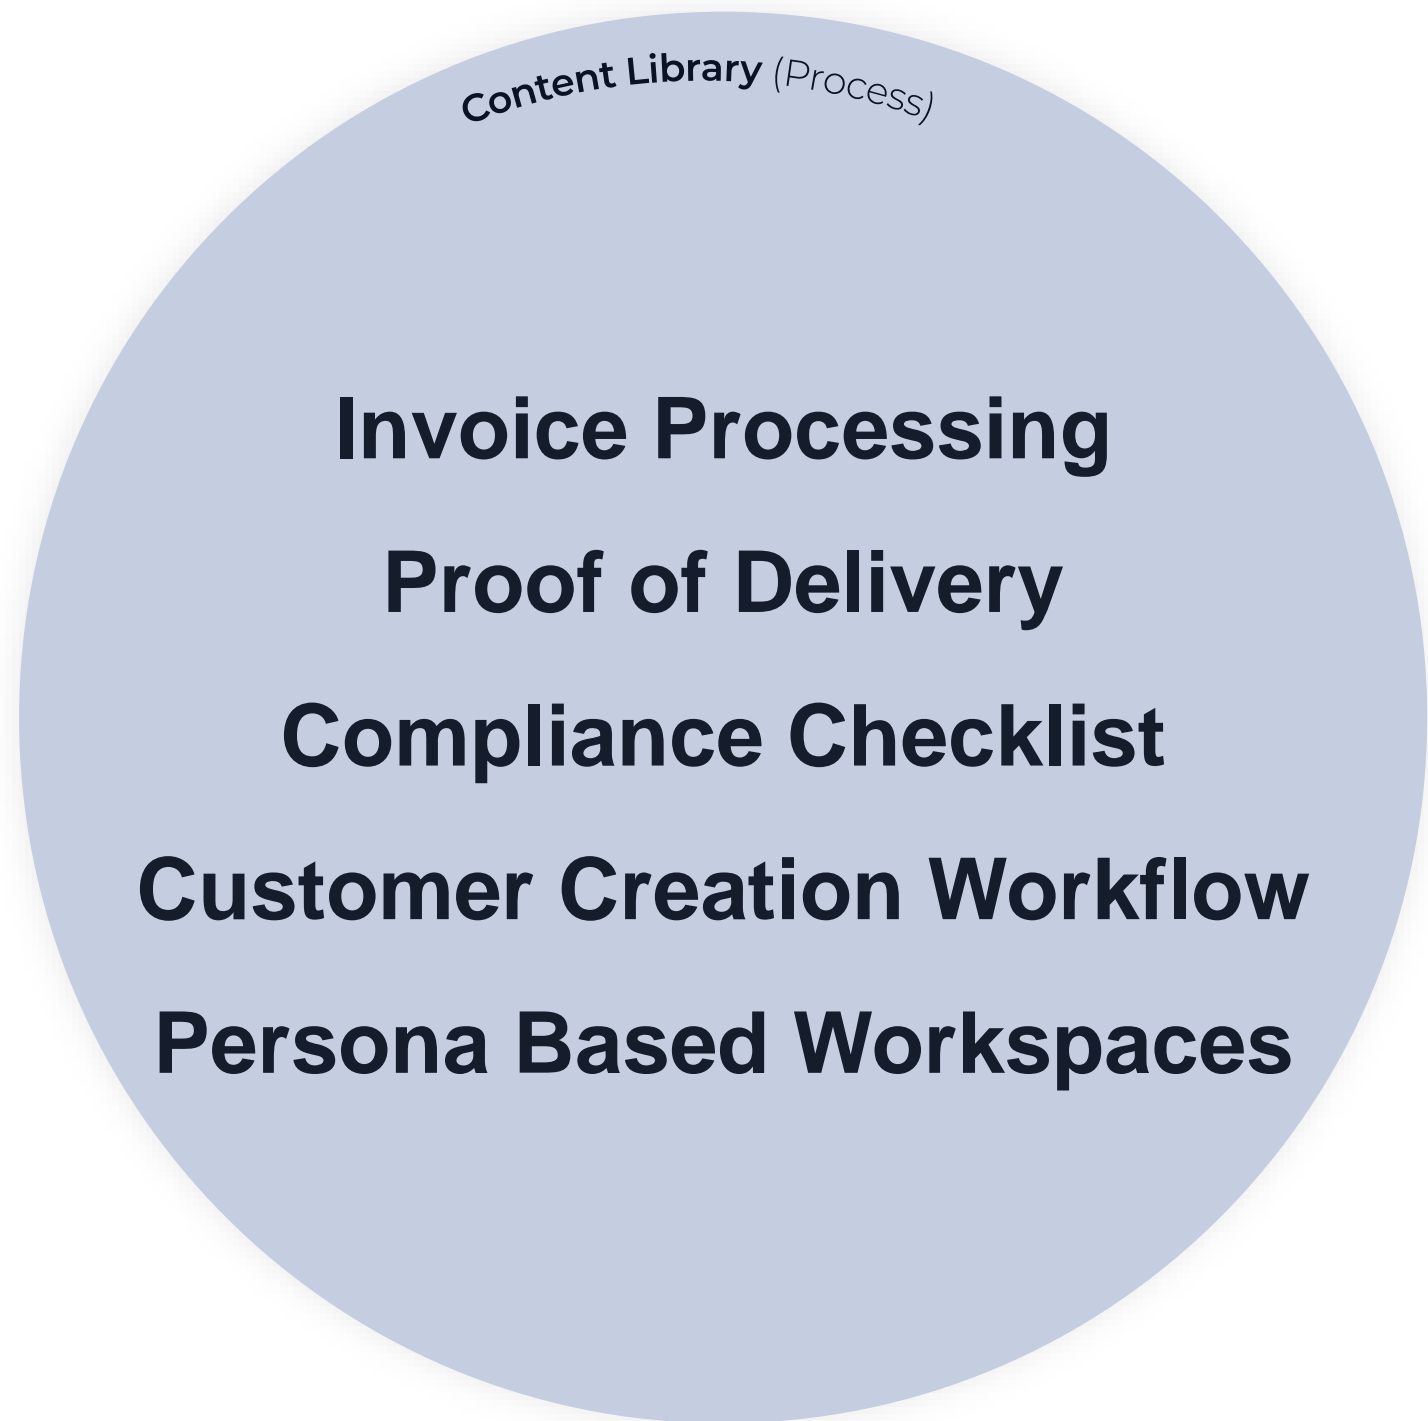 Content Library (Process)
Invoice Processing
Proof of Delivery
Compliance Checklist
Customer Creation Workflow
Persona Based Workspaces